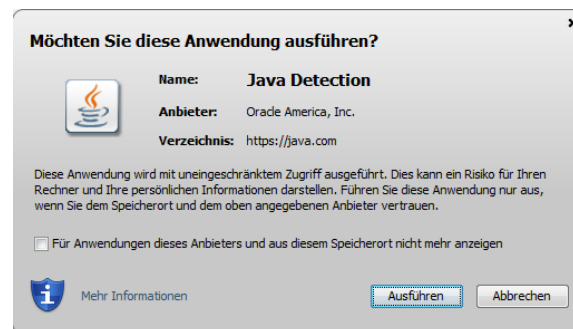 Möchten Sie diese Anwendung ausführen?
Name: Java Detection
Anbieter: Oracle America, Inc.
Verzeichnis: https://java.com
Diese Anwendung wird mit uneingeschränktem Zugriff ausgeführt. Dies kann ein Risiko für Ihren
Rechner und Ihre persönlichen Informationen darstellen. Führen Sie diese Anwendung nur aus,
wenn Sie dem Speicherort und dem oben angegebenen Anbieter vertrauen.
Für Anwendungen dieses Anbieters und aus diesem Speicherort nicht mehr anzeigen
Mehr Informationen
Ausführen
Abbrechen